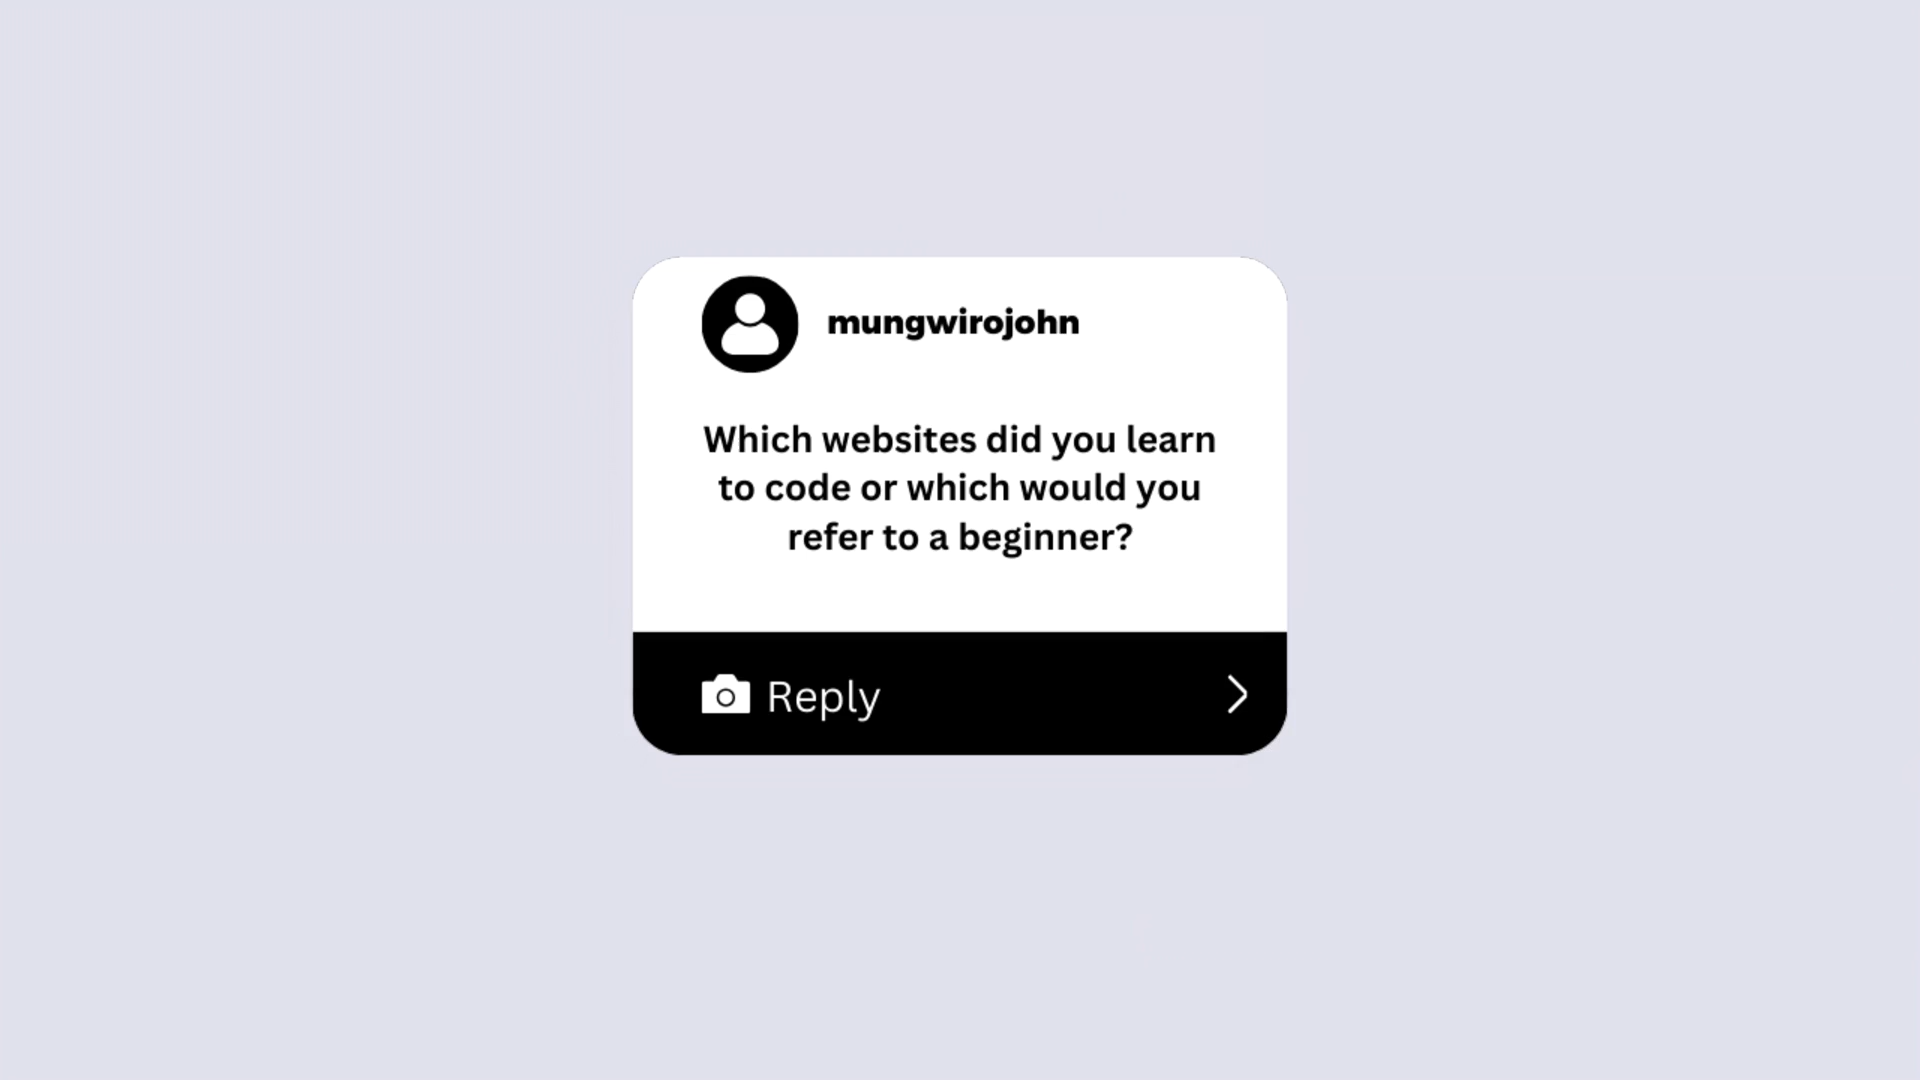 mungwirojohn
Which websites did you learn
to code or which would you
refer to a beginner?
Reply